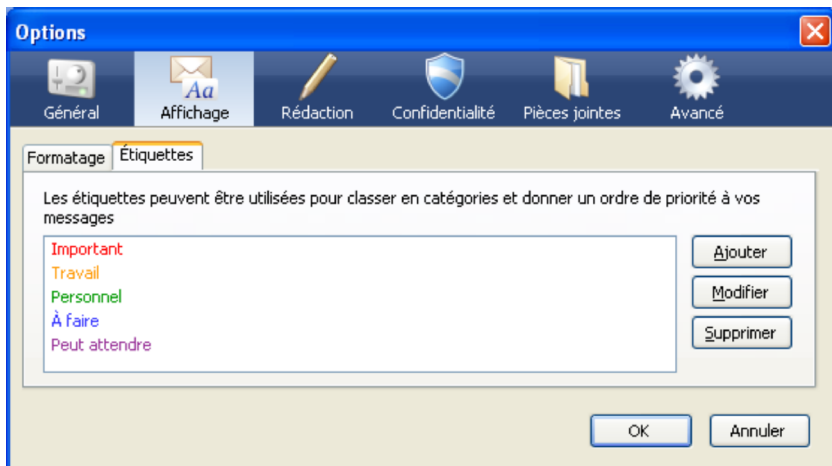 Options
Aa
Général Affichage Rédaction Confidentialité Pièces jointes Avancé
Formatage Étiquettes
Les étiquettes peuvent être utilisées pour classer en catégories et donner un ordre de priorité à vos
messages
Important
Travail
Personnel
À faire
Peut attendre
Ajouter
Modifier
Supprimer
OK Annuler